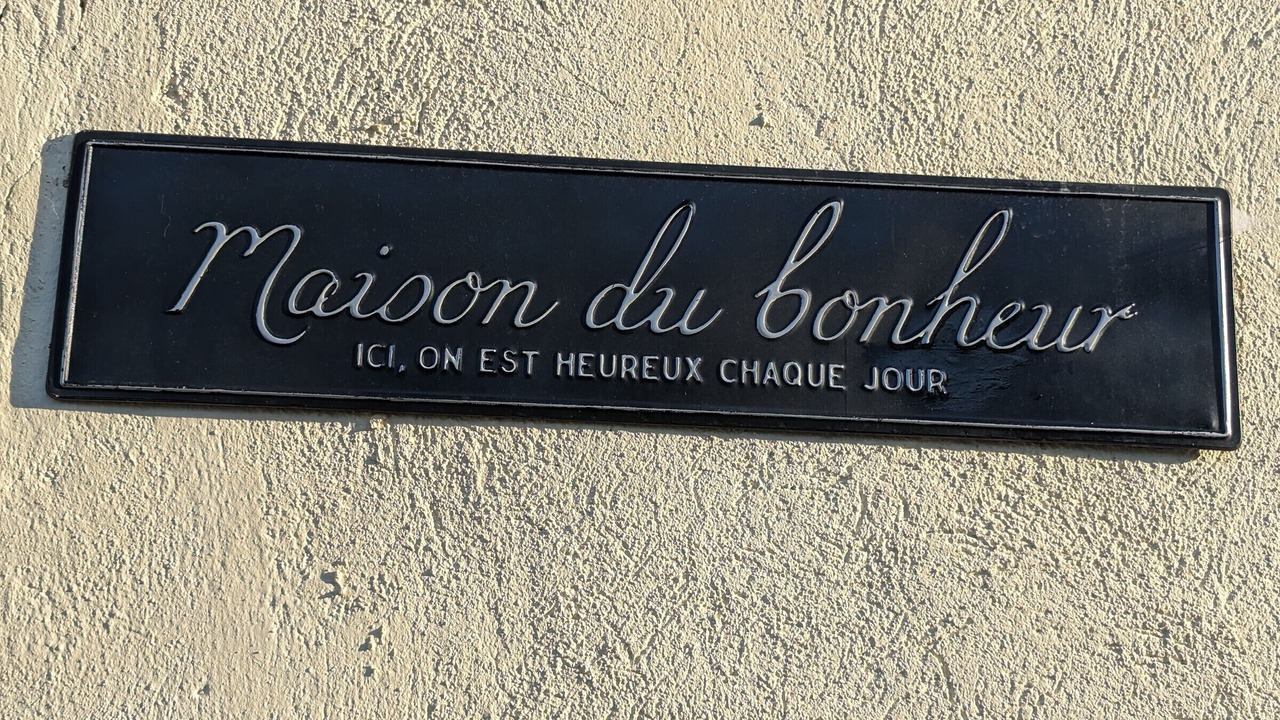 Maison du bonheur
ICI, ON EST HEUREUX CHAQUE JOUR